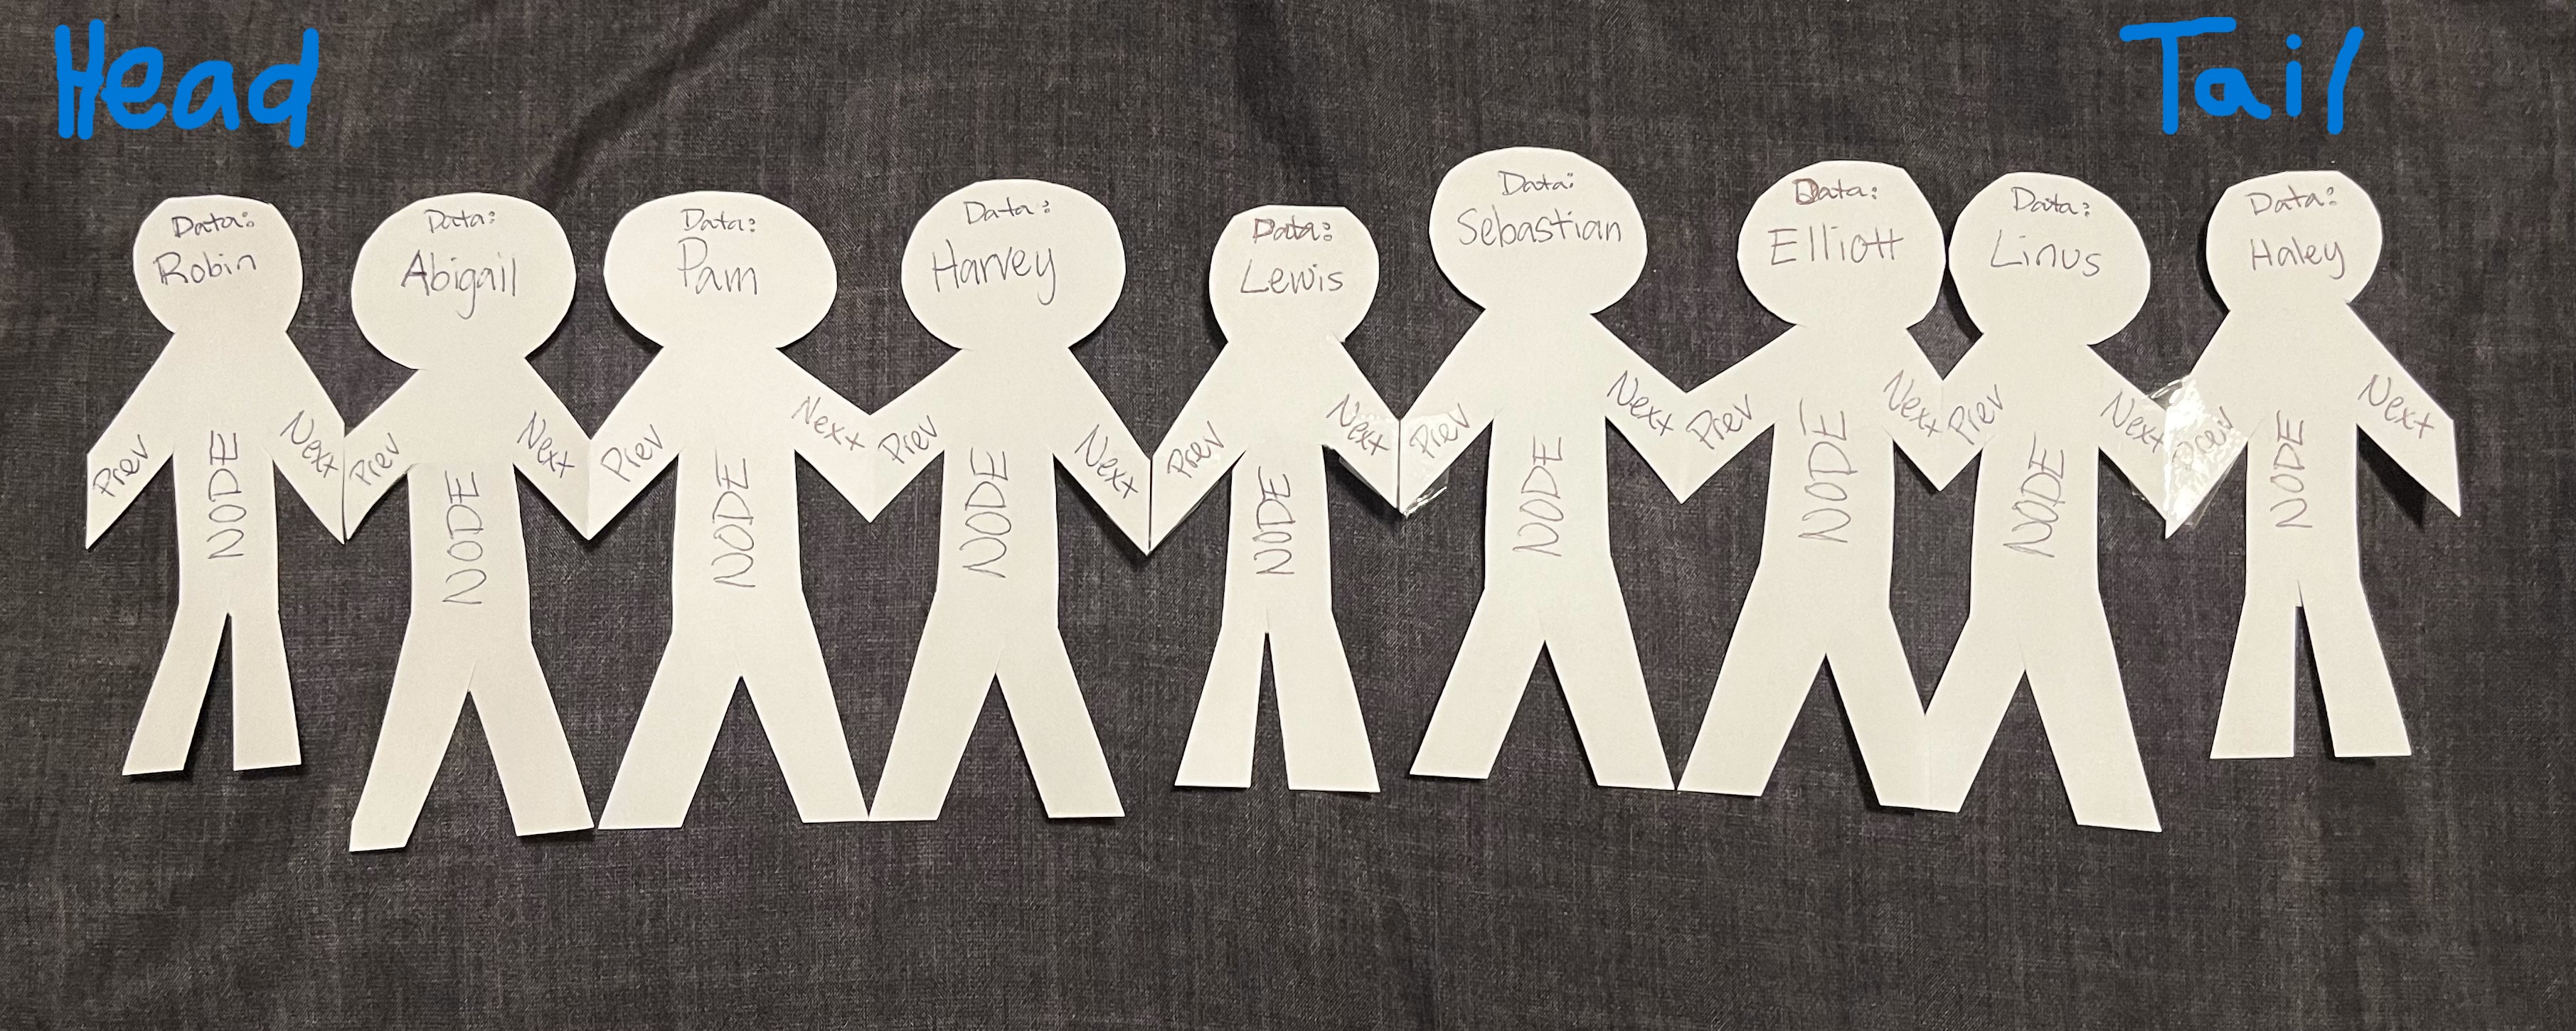 Head
Tail
Data:
Robin
Prev
NODE
Next
Data:
Abigail
Prev
NODE
Next
Data:
Pam
Prev
NODE
Next
Data:
Harvey
Prev
NODE
Next
Data:
Lewis
Prev
NODE
Next
Data:
Sebastian
Prev
NODE
Next
Data:
Elliott
Prev
NODE
Next
Data:
Linus
Prev
NODE
Next
Data:
Haley
Prev
NODE
Next